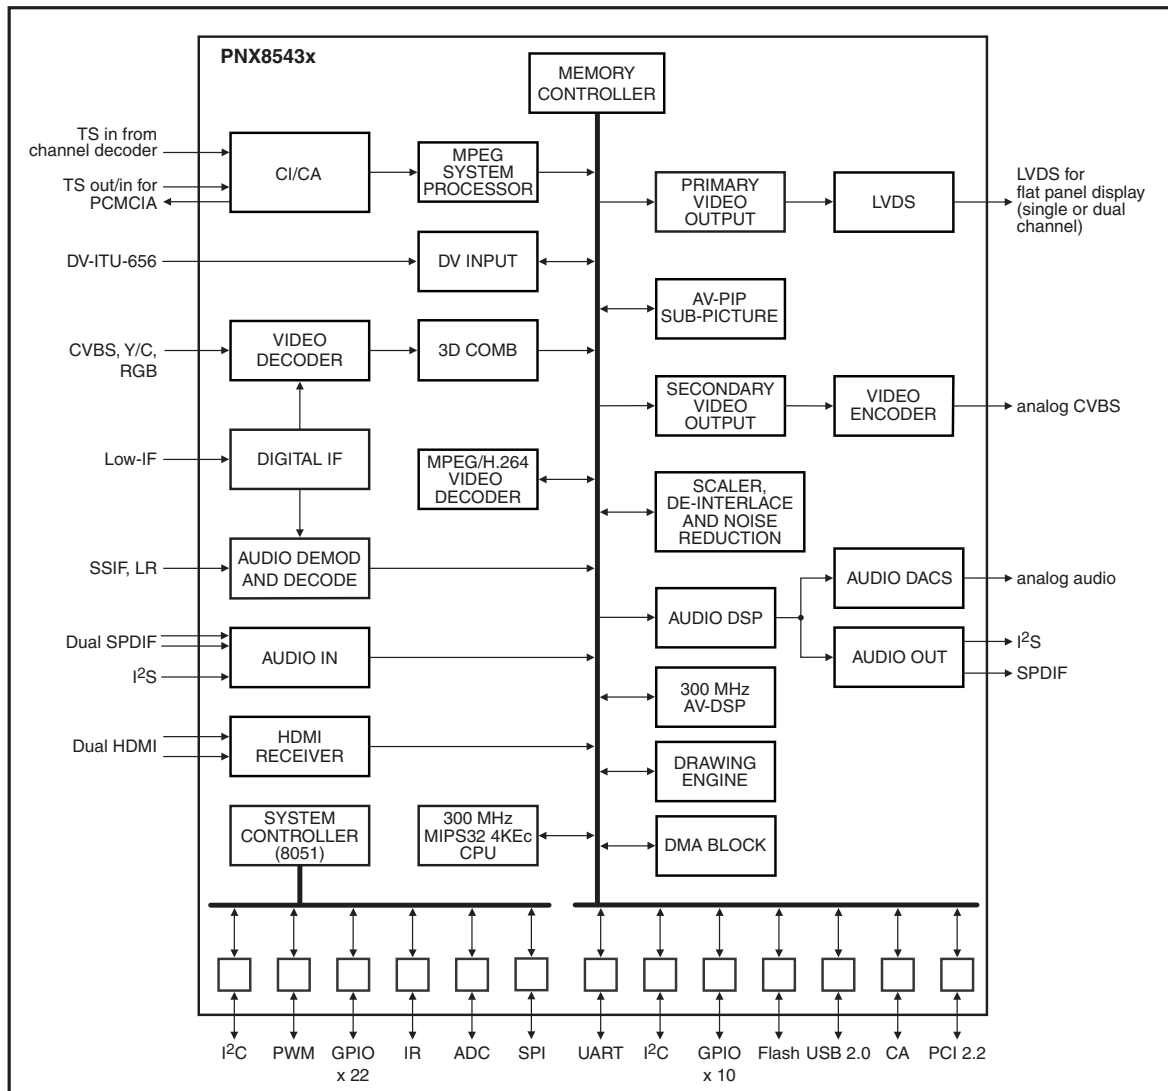 PNX8543x
MEMORY
CONTROLLER
TS in from
channel decoder
TS out/in for
PCMCIA
CI/CA
MPEG
SYSTEM
PROCESSOR
PRIMARY
VIDEO
OUTPUT
LVDS
LVDS for
flat panel display
(single or dual
channel)
DV-ITU-656
DV INPUT
AV-PIP
SUB-PICTURE
CVBS, Y/C,
RGB
VIDEO
DECODER
3D COMB
SECONDARY
VIDEO
OUTPUT
VIDEO
ENCODER
analog CVBS
Low-IF
DIGITAL IF
MPEG/H.264
VIDEO
DECODER
SCALER,
DE-INTERLACE
AND NOISE
REDUCTION
SSIF, LR
AUDIO DEMOD
AND DECODE
AUDIO DSP
AUDIO DACS
analog audio
AUDIO OUT
I²S
SPDIF
Dual SPDIF
I²S
AUDIO IN
300 MHz
AV-DSP
Dual HDMI
HDMI
RECEIVER
DRAWING
ENGINE
SYSTEM
CONTROLLER
(8051)
300 MHz
MIPS32 4KEc
CPU
DMA BLOCK
I²C PWM GPIO IR ADC SPI UART I²C GPIO Flash USB 2.0 CA PCI 2.2
x 22 x 10